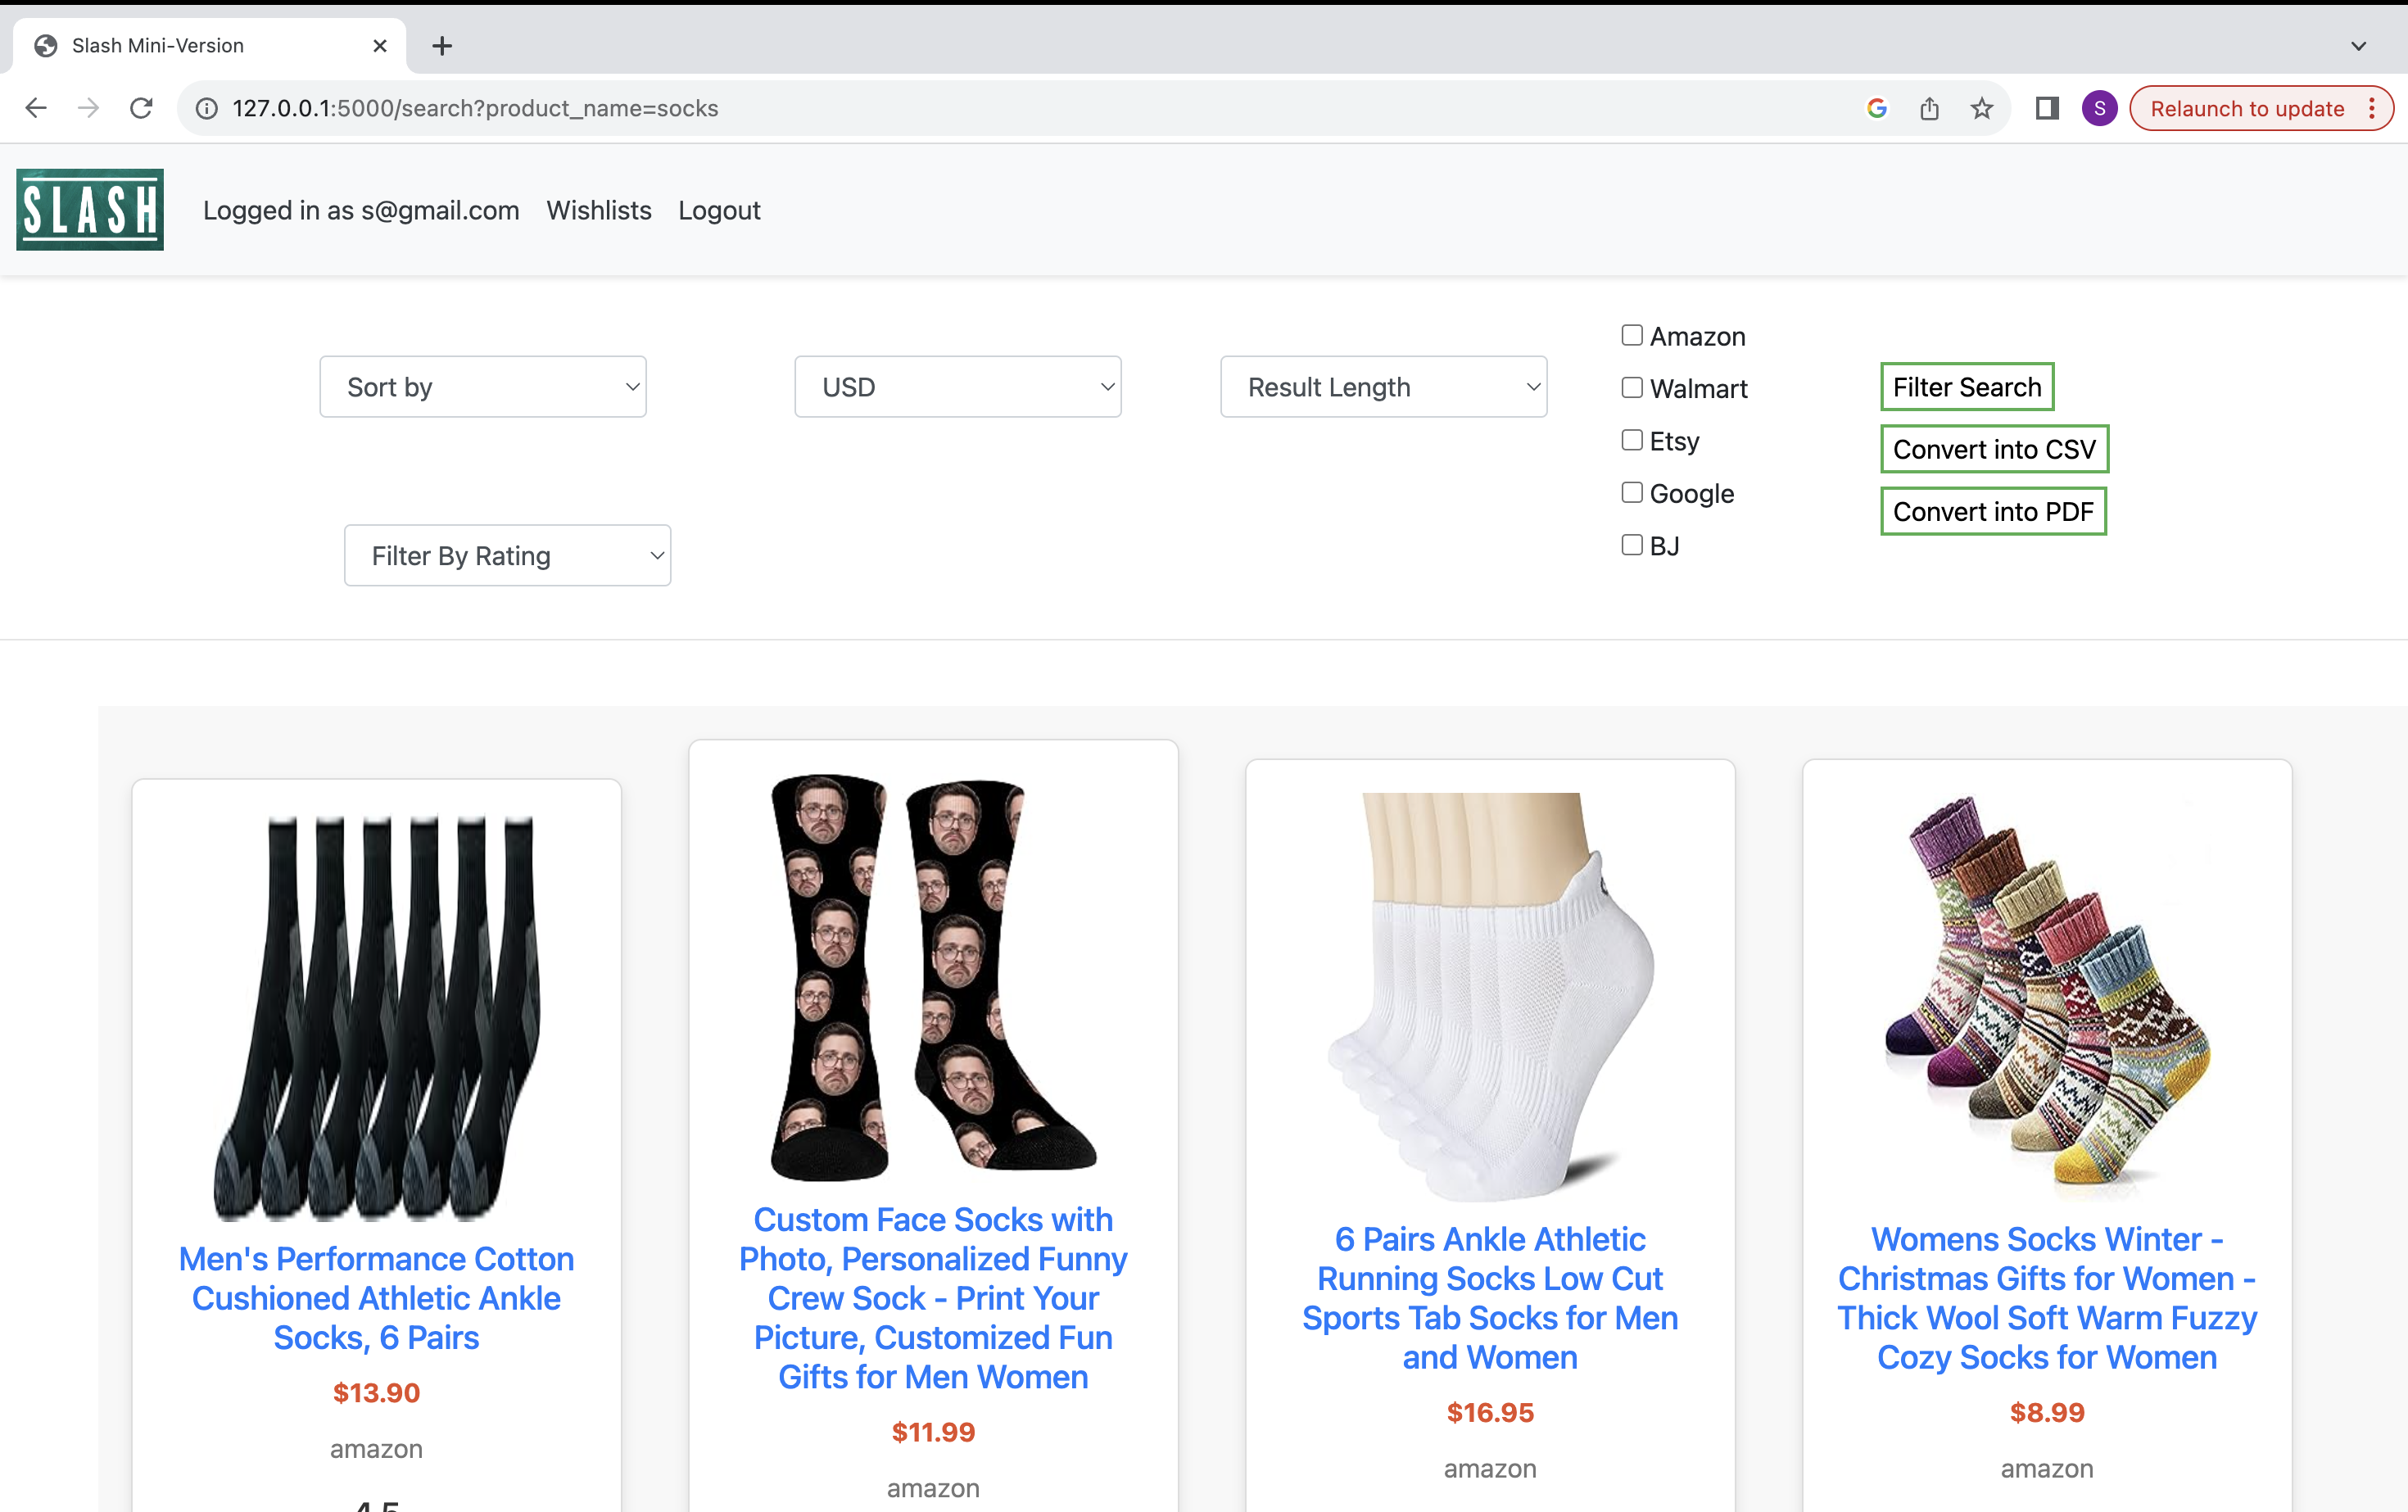 Slash Mini-Version
127.0.0.1:5000/search?product_name=socks
S
Relaunch to update
SLASH
Logged in as s@gmail.com Wishlists Logout
Sort by
USD
Result Length
Amazon
Walmart
Etsy
Google
BJ
Filter Search
Convert into CSV
Convert into PDF
Filter By Rating
Men's Performance Cotton
Cushioned Athletic Ankle
Socks, 6 Pairs
$13.90
amazon
4.5
Custom Face Socks with
Photo, Personalized Funny
Crew Sock - Print Your
Picture, Customized Fun
Gifts for Men Women
$11.99
amazon
6 Pairs Ankle Athletic
Running Socks Low Cut
Sports Tab Socks for Men
and Women
$16.95
amazon
Womens Socks Winter -
Christmas Gifts for Women -
Thick Wool Soft Warm Fuzzy
Cozy Socks for Women
$8.99
amazon